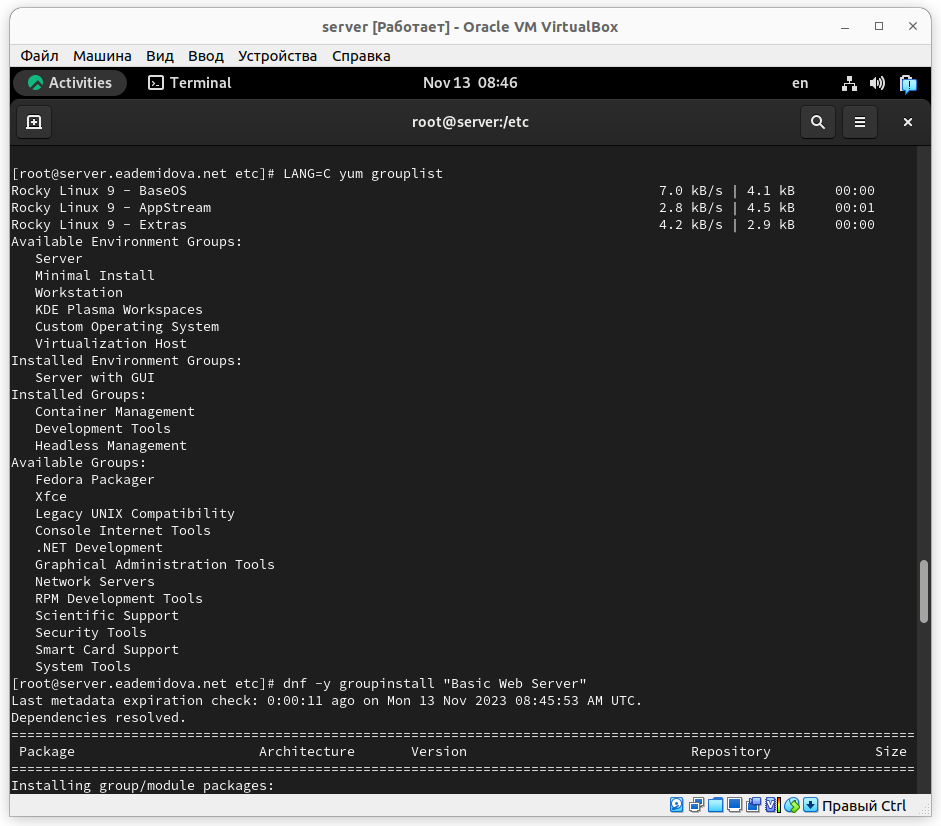 server [Работает] - Oracle VM VirtualBox
Файл Машина Вид Ввод Устройства Справка
Activities Terminal Nov 13 08:46 en
root@server:/etc
[root@server.eademidova.net etc]# LANG=C yum grouplist
Rocky Linux 9 - BaseOS 7.0 kB/s | 4.1 kB 00:00
Rocky Linux 9 - AppStream 2.8 kB/s | 4.5 kB 00:01
Rocky Linux 9 - Extras 4.2 kB/s | 2.9 kB 00:00
Available Environment Groups:
Server
Minimal Install
Workstation
KDE Plasma Workspaces
Custom Operating System
Virtualization Host
Installed Environment Groups:
Server with GUI
Installed Groups:
Container Management
Development Tools
Headless Management
Available Groups:
Fedora Packager
Xfce
Legacy UNIX Compatibility
Console Internet Tools
.NET Development
Graphical Administration Tools
Network Servers
RPM Development Tools
Scientific Support
Security Tools
Smart Card Support
System Tools
[root@server.eademidova.net etc]# dnf -y groupinstall "Basic Web Server"
Last metadata expiration check: 0:00:11 ago on Mon 13 Nov 2023 08:45:53 AM UTC.
Dependencies resolved.
Package Architecture Version Repository Size
Installing group/module packages:
Правый Ctrl